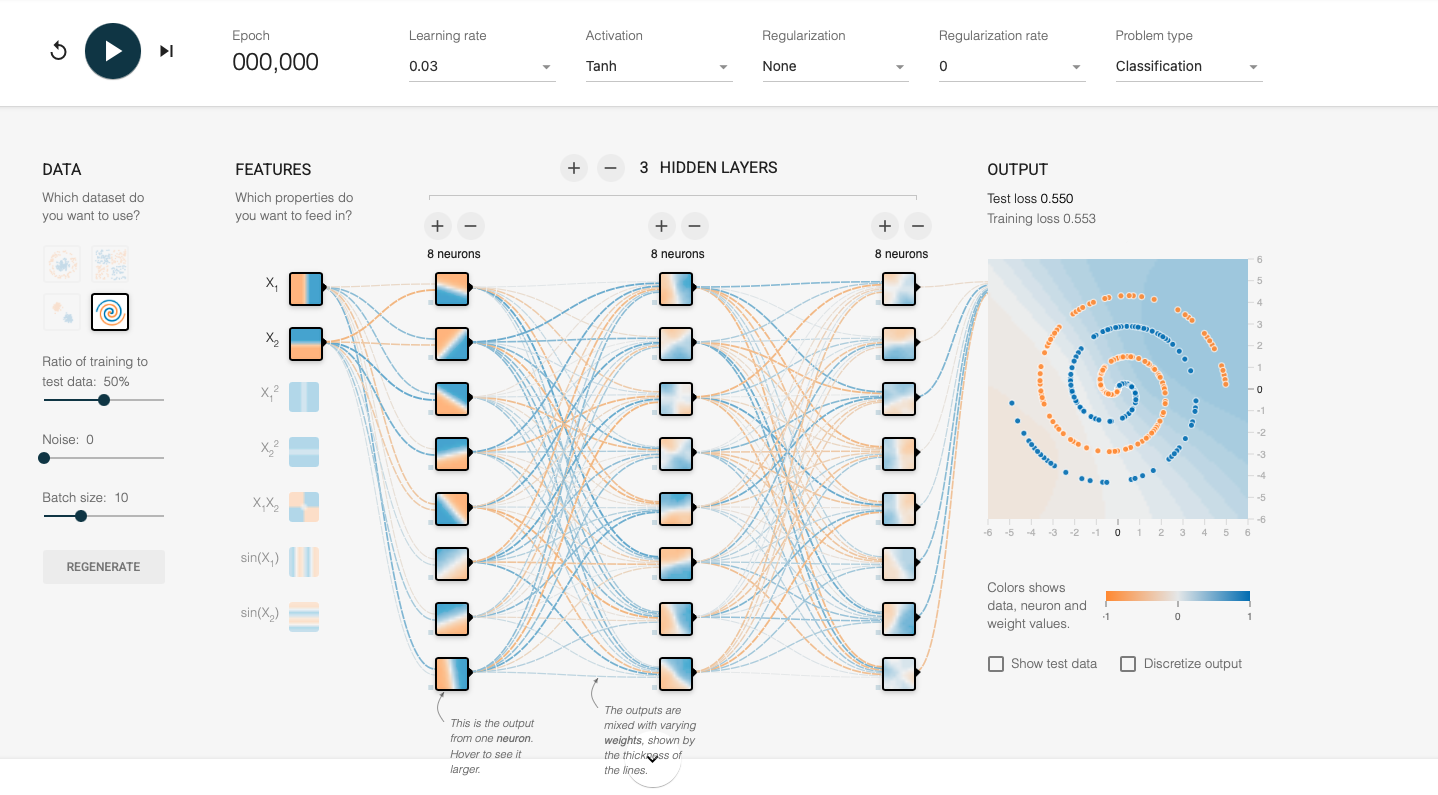 Epoch
000,000
Learning rate
0.03
Activation
Tanh
Regularization
None
Regularization rate
0
Problem type
Classification
DATA
Which dataset do
you want to use?
Ratio of training to
test data: 50%
Noise: 0
Batch size: 10
REGENERATE
FEATURES
Which properties do
you want to feed in?
X₁
X₂
X₁²
X₂²
X₁X₂
sin(X₁)
sin(X₂)
+ − 3 HIDDEN LAYERS
+ −
8 neurons
+ −
8 neurons
+ −
8 neurons
This is the output
from one neuron.
Hover to see it
larger.
The outputs are
mixed with varying
weights, shown by
the thickness of
the lines.
OUTPUT
Test loss 0.550
Training loss 0.553
6
5
4
3
2
1
0
-1
-2
-3
-4
-5
-6
-6 -5 -4 -3 -2 -1 0 1 2 3 4 5 6
Colors shows
data, neuron and
weight values.
-1 0 1
Show test data
Discretize output